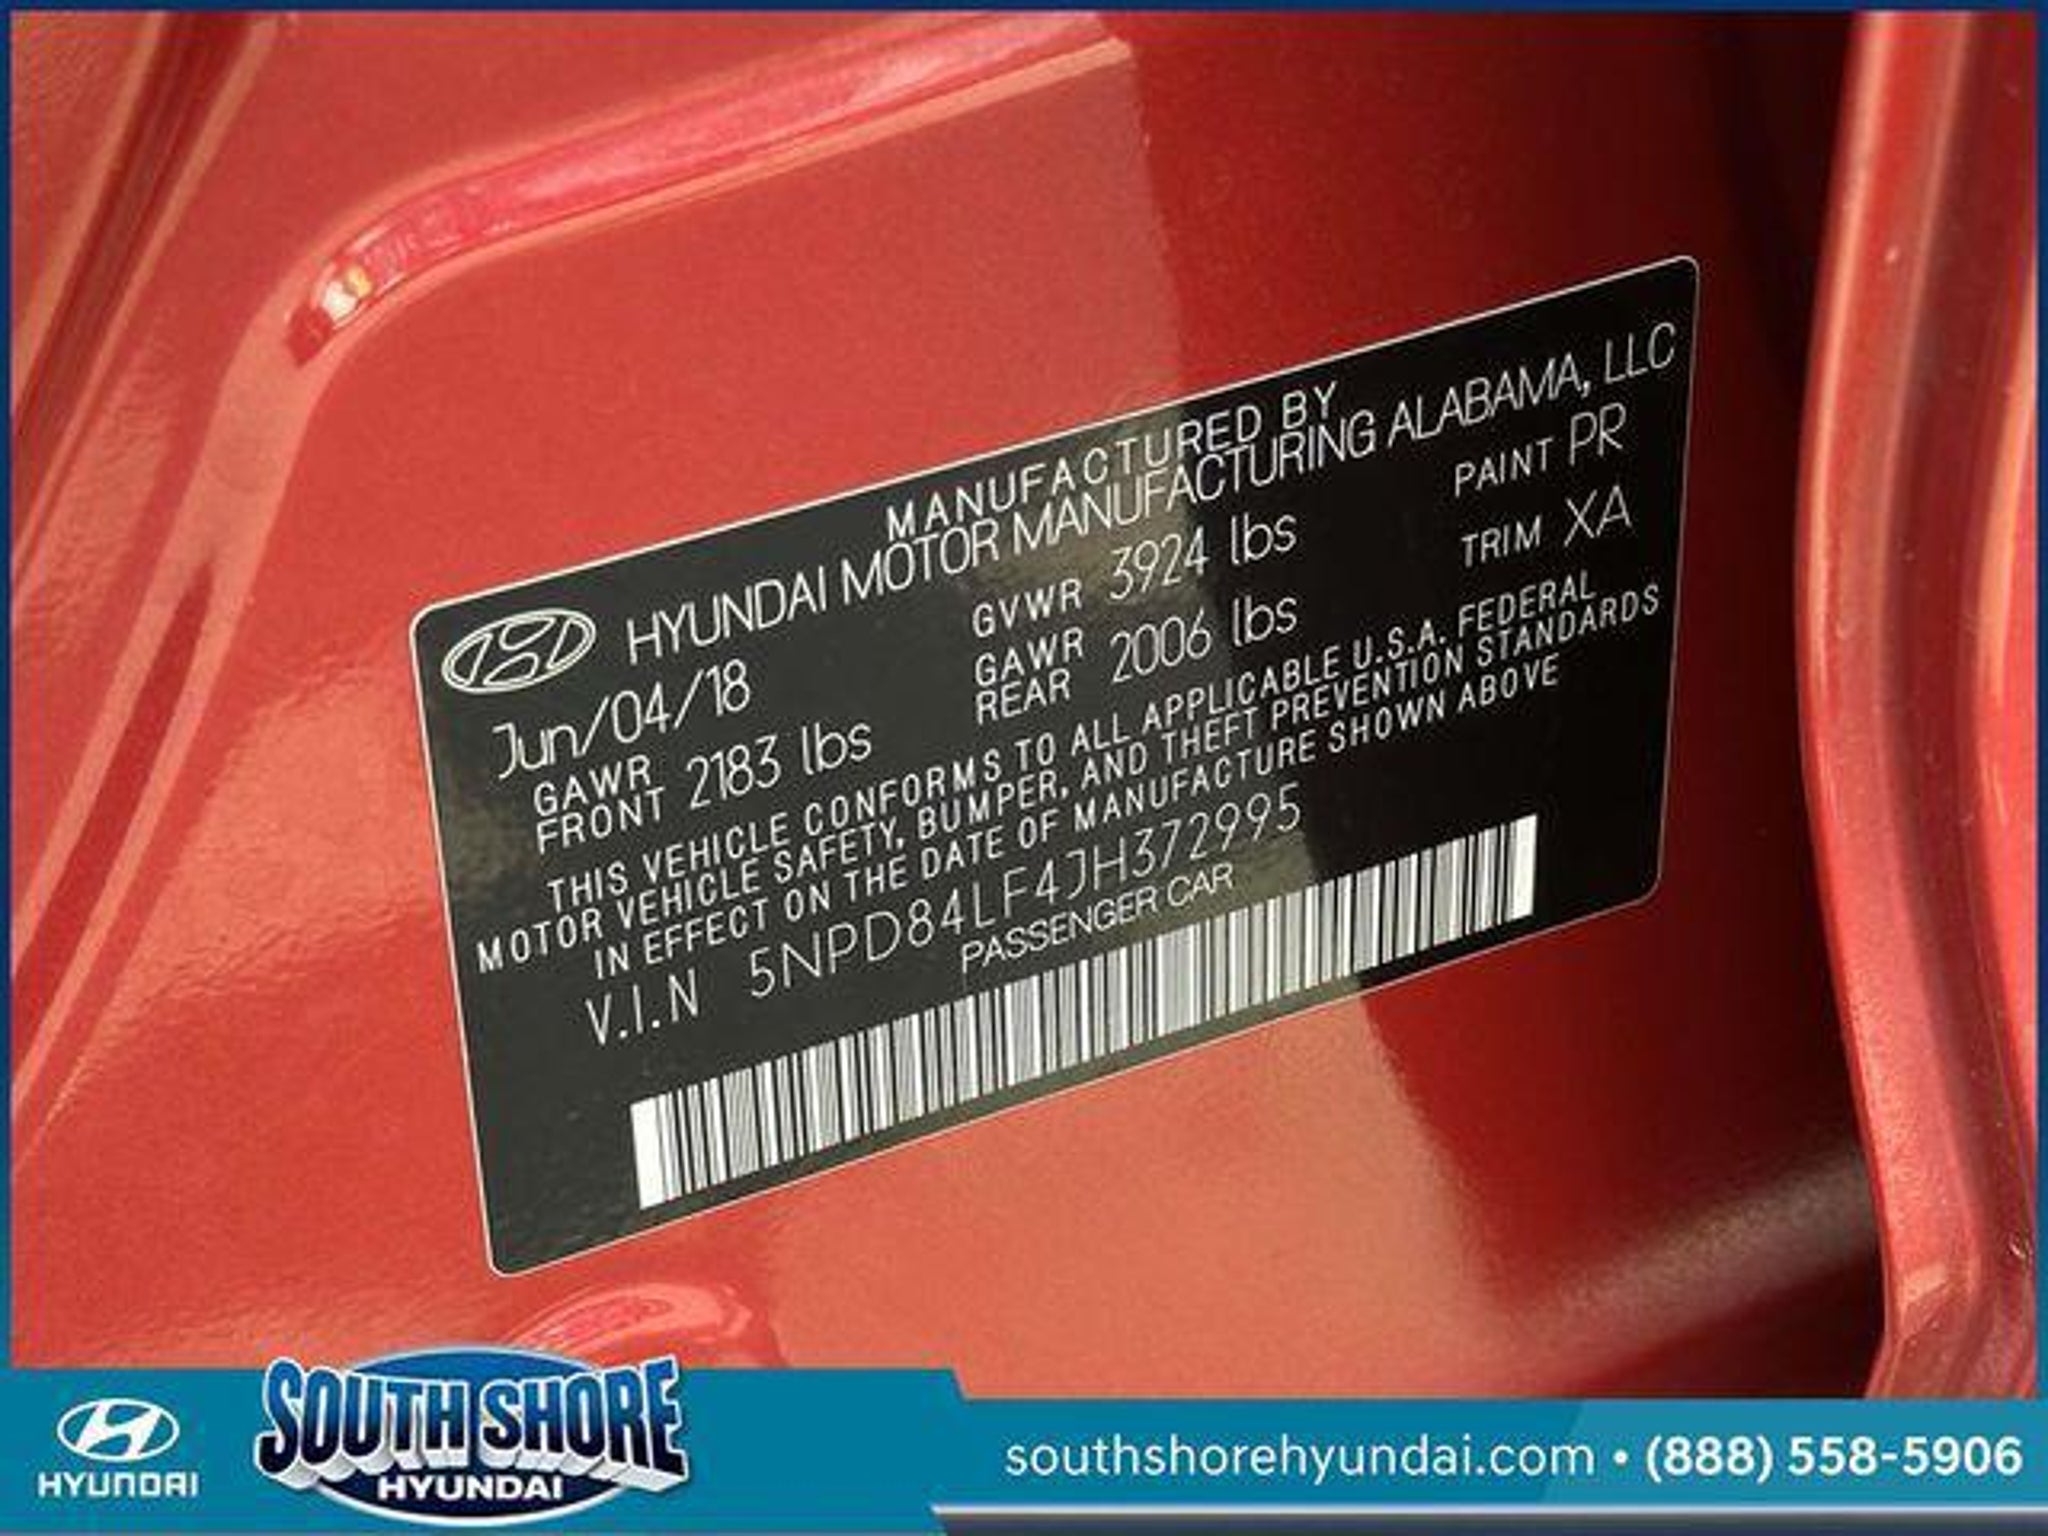 MANUFACTURED BY
HYUNDAI MOTOR MANUFACTURING ALABAMA, LLC
Jun/04/18 GVWR 3924 lbs PAINT PR
GAWR FRONT 2183 lbs GAWR REAR 2006 lbs TRIM XA
THIS VEHICLE CONFORMS TO ALL APPLICABLE U.S.A. FEDERAL
MOTOR VEHICLE SAFETY, BUMPER, AND THEFT PREVENTION STANDARDS
IN EFFECT ON THE DATE OF MANUFACTURE SHOWN ABOVE
V.I.N 5NPD84LF4JH372995
PASSENGER CAR
HYUNDAI
SOUTH SHORE
HYUNDAI
southshorehyundai.com • (888) 558-5906